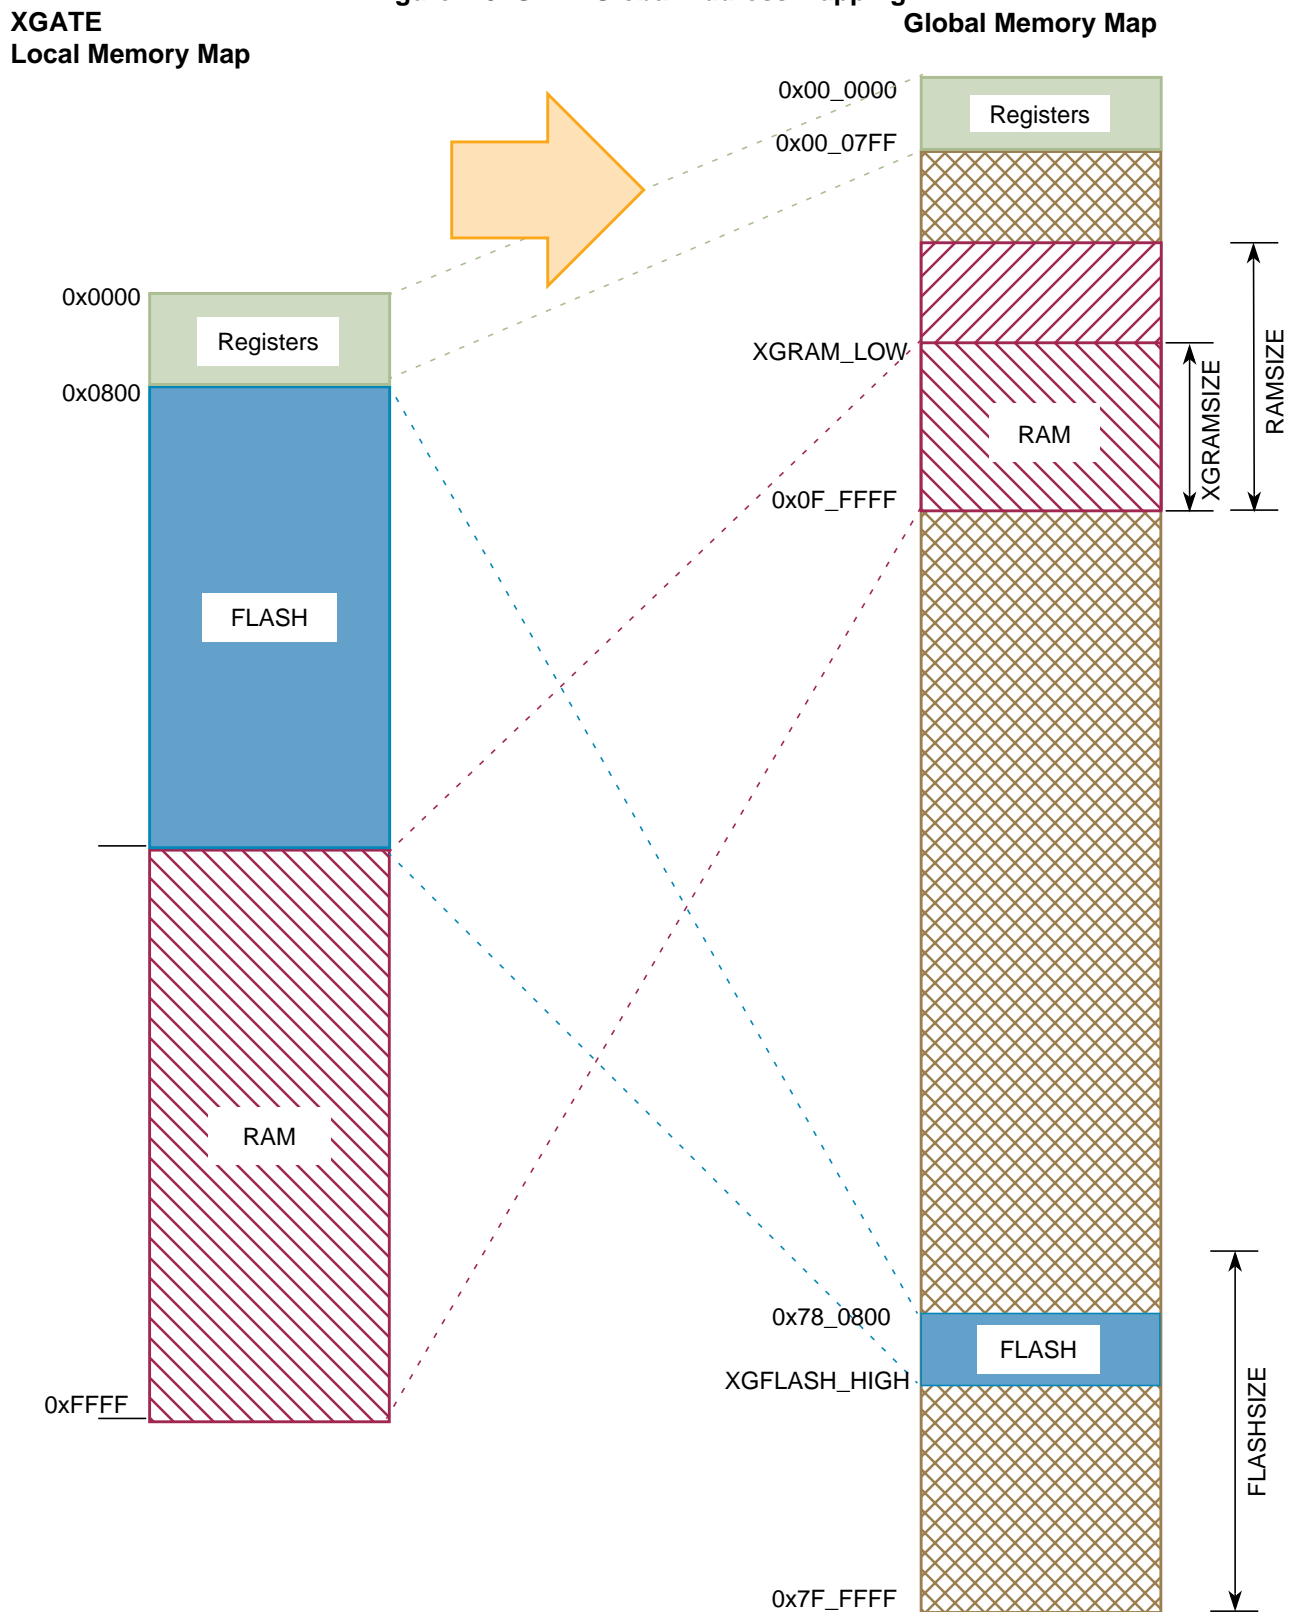 XGATE
Local Memory Map
Global Memory Map
0x00_0000
Registers
0x00_07FF
0x0000
Registers
0x0800
XGRAM_LOW
RAM
XGRAMSIZE
RAMSIZE
0x0F_FFFF
FLASH
RAM
0x78_0800
FLASH
XGFLASH_HIGH
FLASHSIZE
0xFFFF
0x7F_FFFF